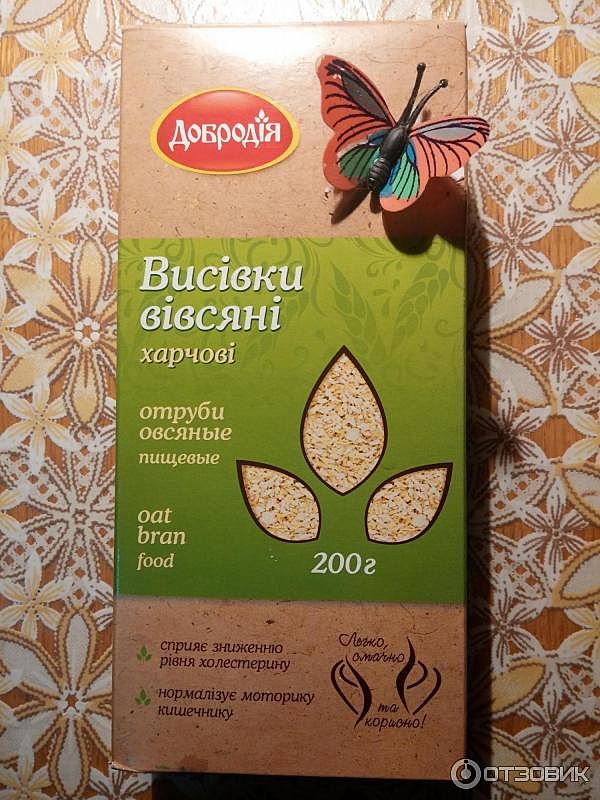 Добродія
Висівки
вівсяні
харчові
отруби
овсяные
пищевые
oat
bran
food
200г
сприяє зниженню
рівня холестерину
нормалізує моторику
кишечнику
Легко,
смачно
та
корисно!
ОТЗОВИК